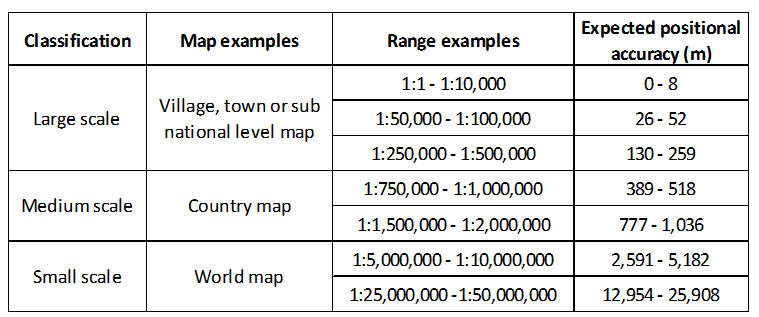 Classification Map examples Range examples Expected positional accuracy (m)
Large scale Village, town or sub national level map 1:1 - 1:10,000 0 - 8
1:50,000 - 1:100,000 26 - 52
1:250,000 - 1:500,000 130 - 259
Medium scale Country map 1:750,000 - 1:1,000,000 389 - 518
1:1,500,000 - 1:2,000,000 777 - 1,036
Small scale World map 1:5,000,000 - 1:10,000,000 2,591 - 5,182
1:25,000,000 -1:50,000,000 12,954 - 25,908